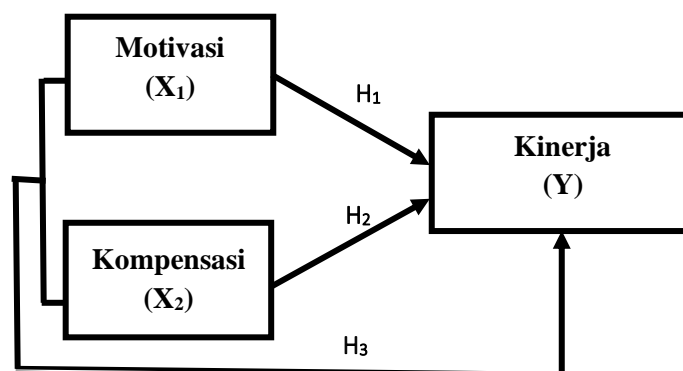 Motivasi
(X₁)
H₁
Kinerja
(Y)
H₂
Kompensasi
(X₂)
H₃